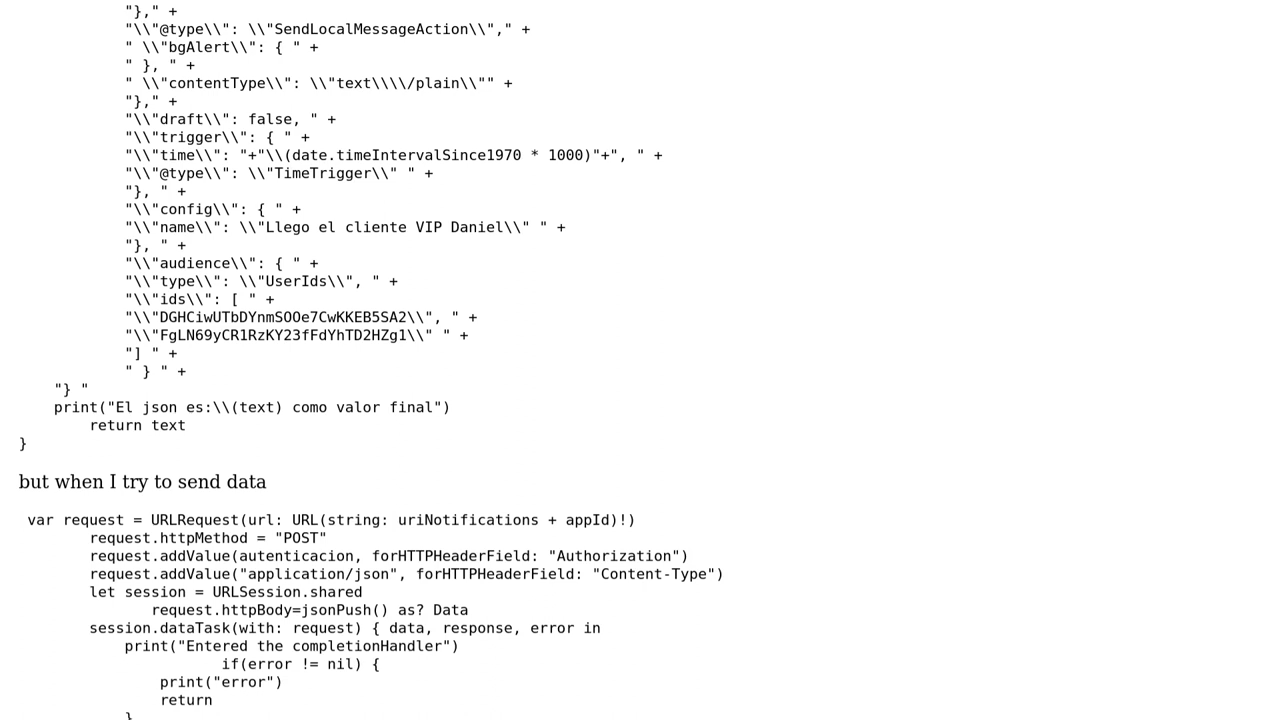 "}," +
"\\"@type\\": \\"SendLocalMessageAction\\"," +
" \\"bgAlert\\": { " +
" }, " +
" \\"contentType\\": \\"text\\\\/plain\\"" +
"}," +
"\\"draft\\": false, " +
"\\"trigger\\": { " +
"\\"time\\": "+"\\(date.timeIntervalSince1970 * 1000)"+", " +
"\\"@type\\": \\"TimeTrigger\\" " +
"}, " +
"\\"config\\": { " +
"\\"name\\": \\"Llego el cliente VIP Daniel\\" " +
"}, " +
"\\"audience\\": { " +
"\\"type\\": \\"UserIds\\", " +
"\\"ids\\": [ " +
"\\"DGHCiwUTbDYnmSOOe7CwKKEB5SA2\\", " +
"\\"FgLN69yCR1RzKY23fFdYhTD2HZg1\\" " +
"] " +
" } " +
"} "
print("El json es:\\(text) como valor final")
return text
}
but when I try to send data
var request = URLRequest(url: URL(string: uriNotifications + appId)!)
request.httpMethod = "POST"
request.addValue(autenticacion, forHTTPHeaderField: "Authorization")
request.addValue("application/json", forHTTPHeaderField: "Content-Type")
let session = URLSession.shared
request.httpBody=jsonPush() as? Data
session.dataTask(with: request) { data, response, error in
print("Entered the completionHandler")
if(error != nil) {
print("error")
return
}